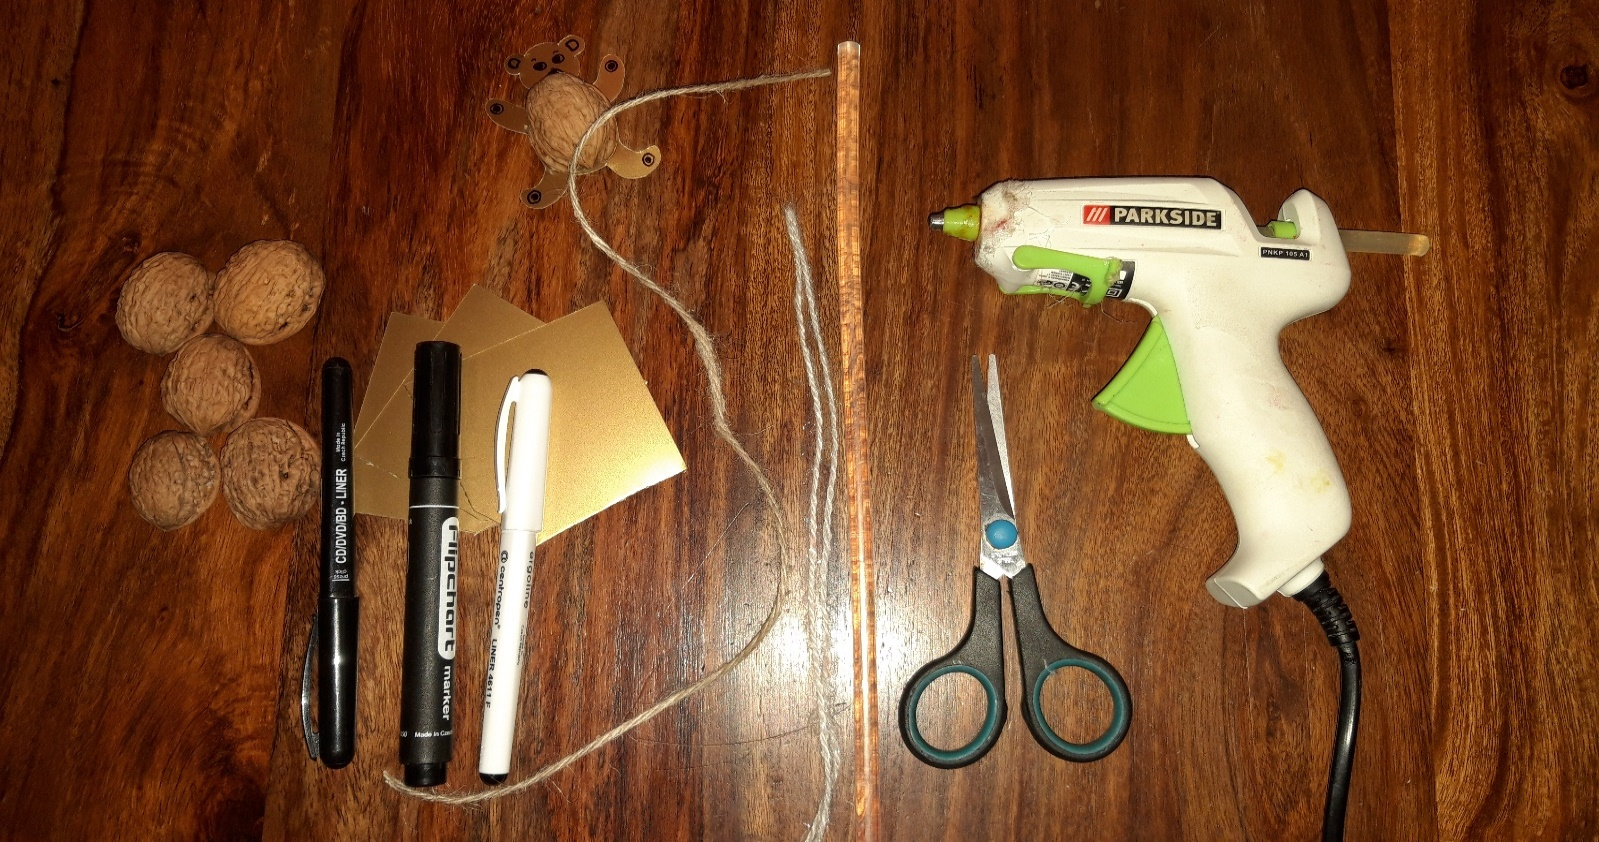 PARKSIDE
PNKP 105 A1
CD/DVD/BD - LINER
Made in
Czech Republic
Flipchart
marker
ergoline
centropen®
LINER 4611 F